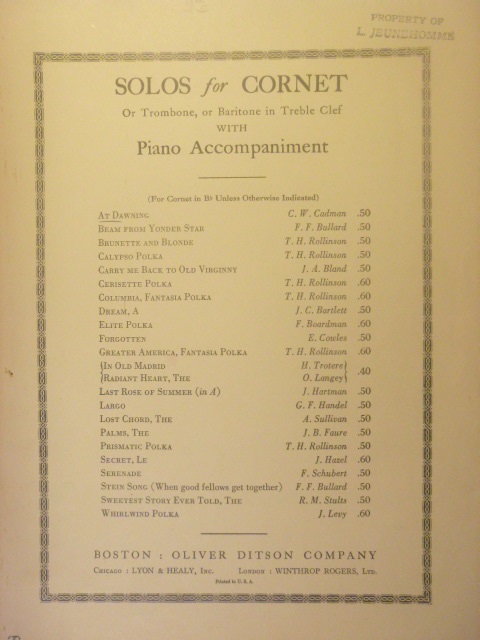 PROPERTY OF
L. JEUNEHOMME
SOLOS for CORNET
Or Trombone, or Baritone in Treble Clef
WITH
Piano Accompaniment
(For Cornet in B♭ Unless Otherwise Indicated)
AT DAWNING C. W. Cadman .50
BEAM FROM YONDER STAR F. F. Bullard .50
BRUNETTE AND BLONDE T. H. Rollinson .50
CALYPSO POLKA T. H. Rollinson .50
CARRY ME BACK TO OLD VIRGINNY J. A. Bland .50
CERISETTE POLKA T. H. Rollinson .60
COLUMBIA, FANTASIA POLKA T. H. Rollinson .60
DREAM, A J. C. Bartlett .50
ELITE POLKA F. Boardman .60
FORGOTTEN E. Cowles .50
GREATER AMERICA, FANTASIA POLKA T. H. Rollinson .60
{IN OLD MADRID H. Trotere}
{RADIANT HEART, THE O. Langey} .40
LAST ROSE OF SUMMER (in A) J. Hartman .50
LARGO G. F. Handel .50
LOST CHORD, THE A. Sullivan .50
PALMS, THE J. B. Faure .50
PRISMATIC POLKA T. H. Rollinson .50
SECRET, LE J. Hazel .60
SERENADE F. Schubert .50
STEIN SONG (When good fellows get together) F. F. Bullard .50
SWEETEST STORY EVER TOLD, THE R. M. Stults .50
WHIRLWIND POLKA J. Levy .60
BOSTON : OLIVER DITSON COMPANY
CHICAGO : LYON & HEALY, INC. LONDON : WINTHROP ROGERS, LTD.
Printed in U. S. A.